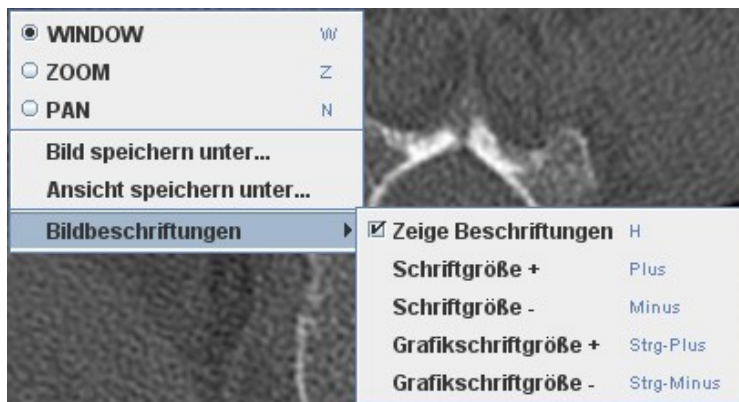 WINDOW W
ZOOM Z
PAN N
Bild speichern unter...
Ansicht speichern unter...
Bildbeschriftungen
Zeige Beschriftungen H
Schriftgröße + Plus
Schriftgröße - Minus
Grafikschriftgröße + Strg-Plus
Grafikschriftgröße - Strg-Minus